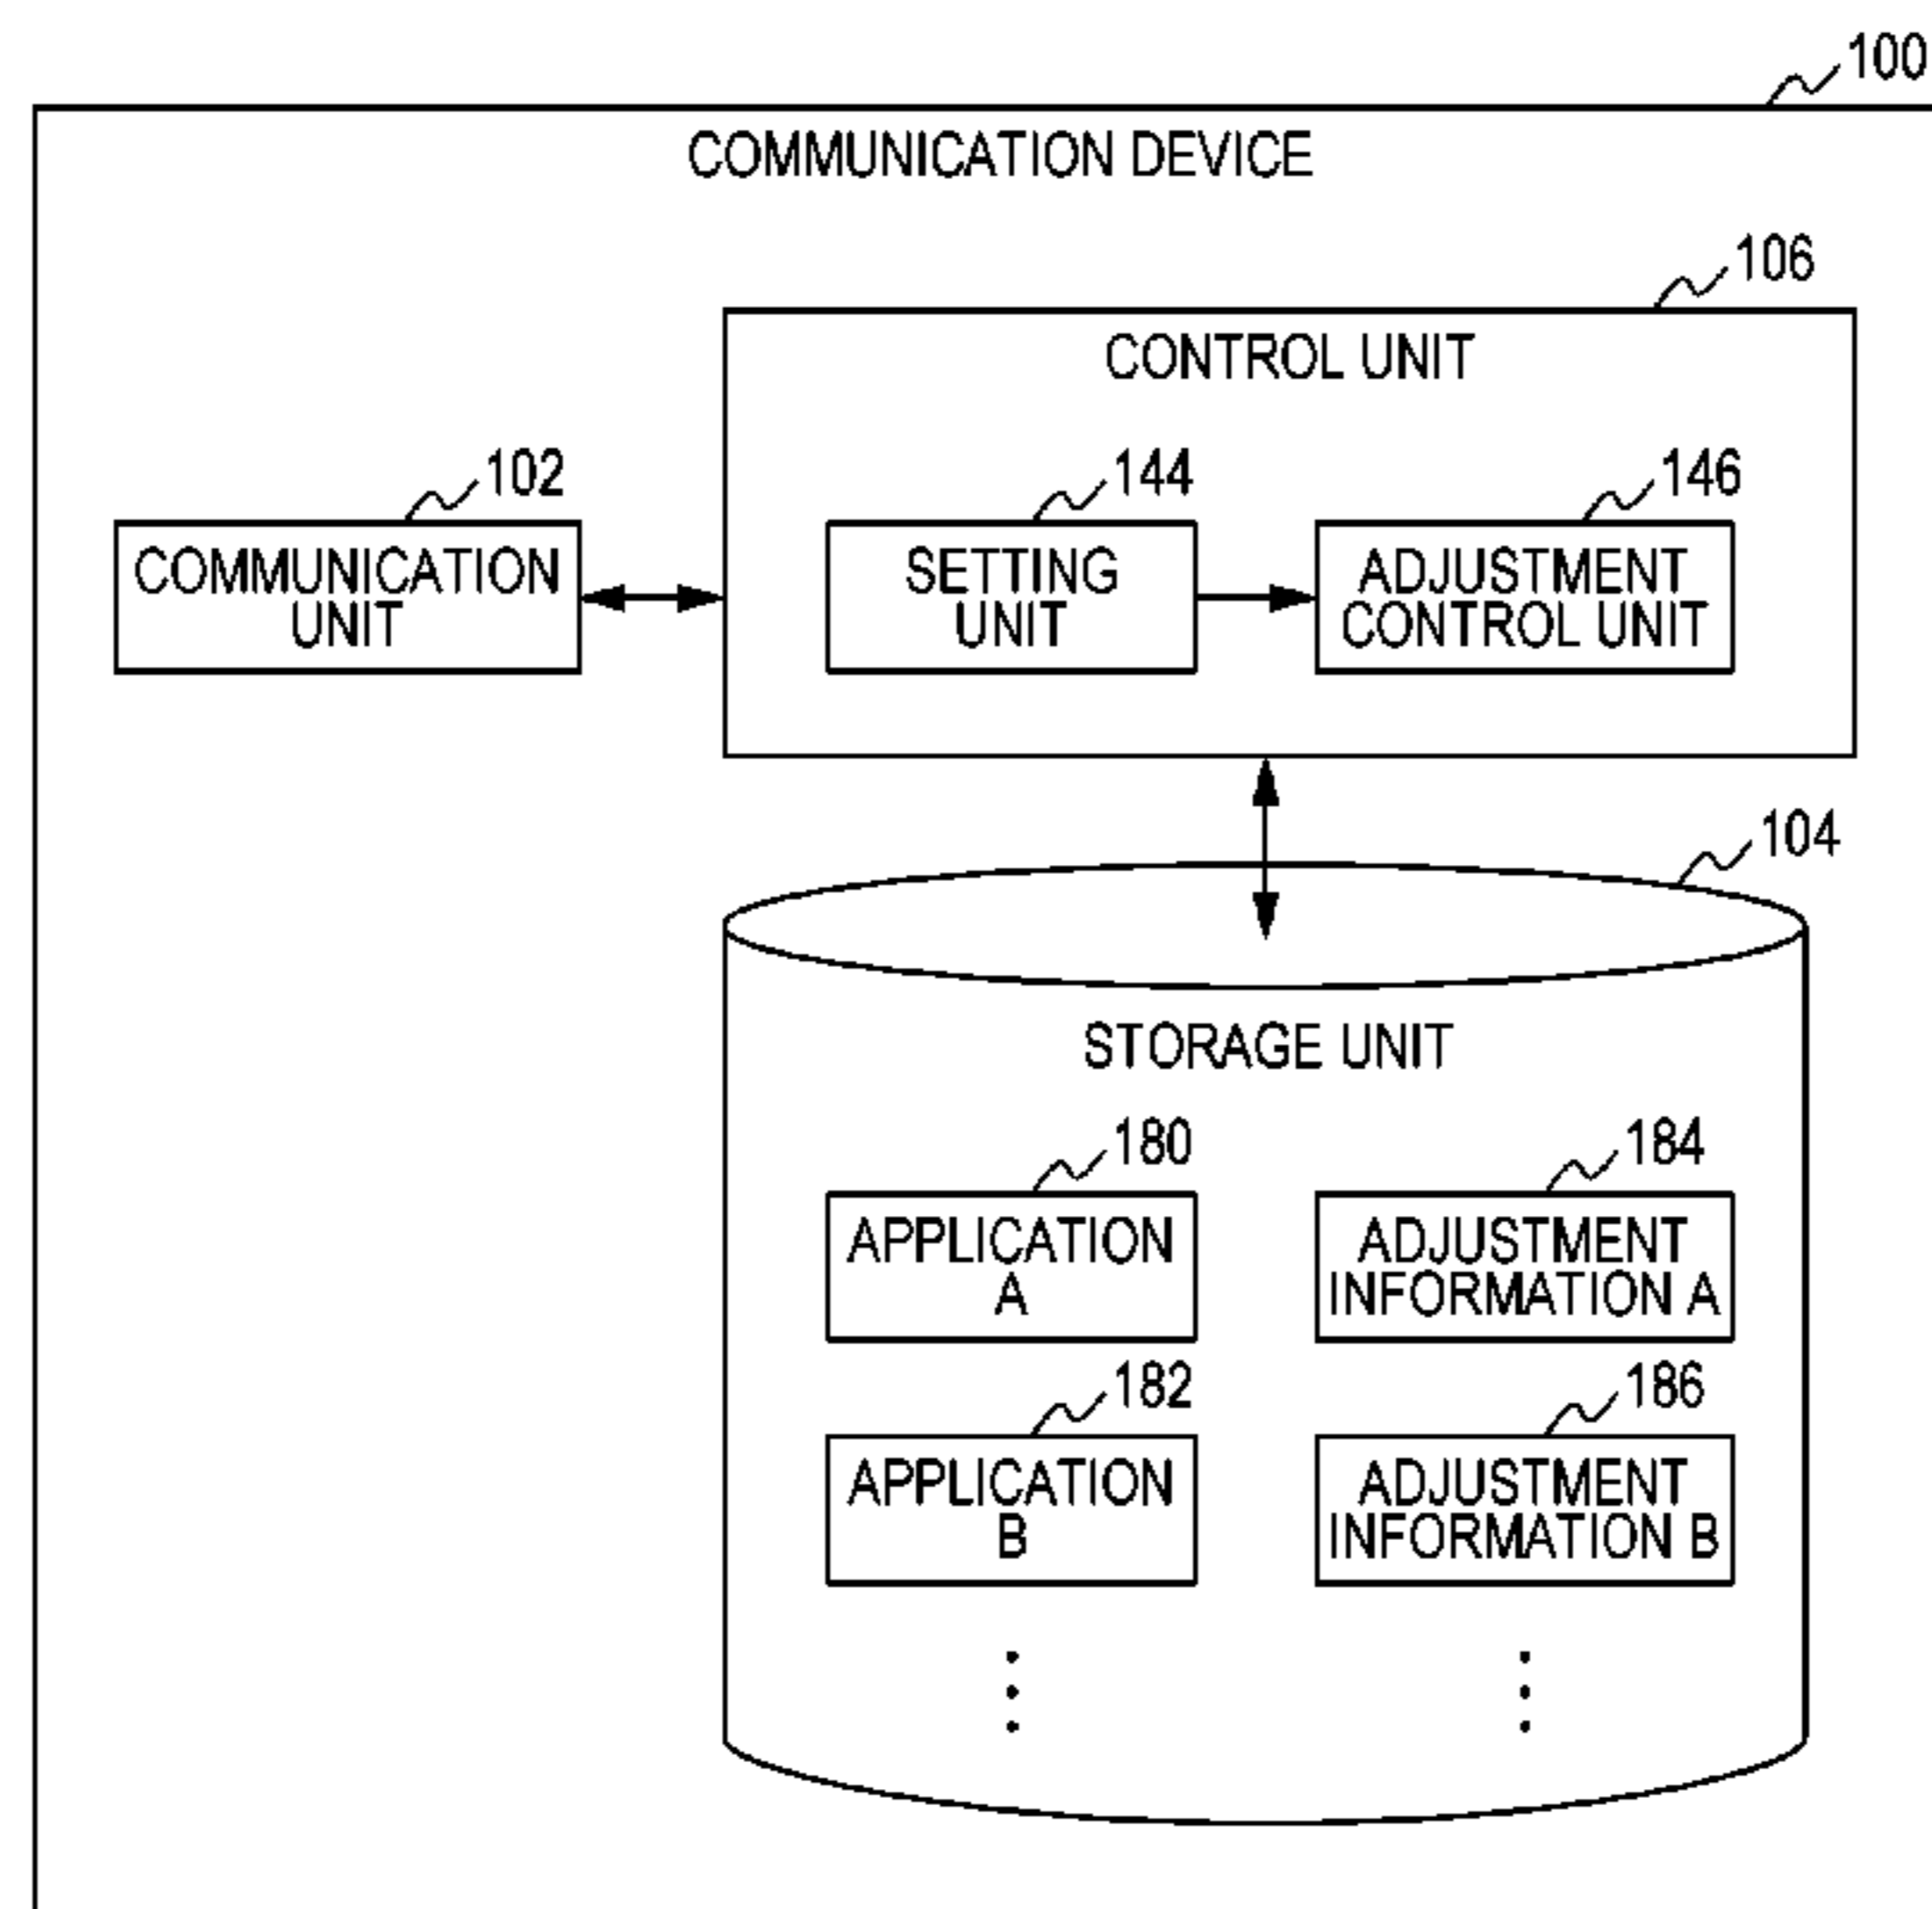 100
COMMUNICATION DEVICE
106
CONTROL UNIT
102
COMMUNICATION
UNIT
144
SETTING
UNIT
146
ADJUSTMENT
CONTROL UNIT
104
STORAGE UNIT
180
APPLICATION
A
184
ADJUSTMENT
INFORMATION A
182
APPLICATION
B
186
ADJUSTMENT
INFORMATION B